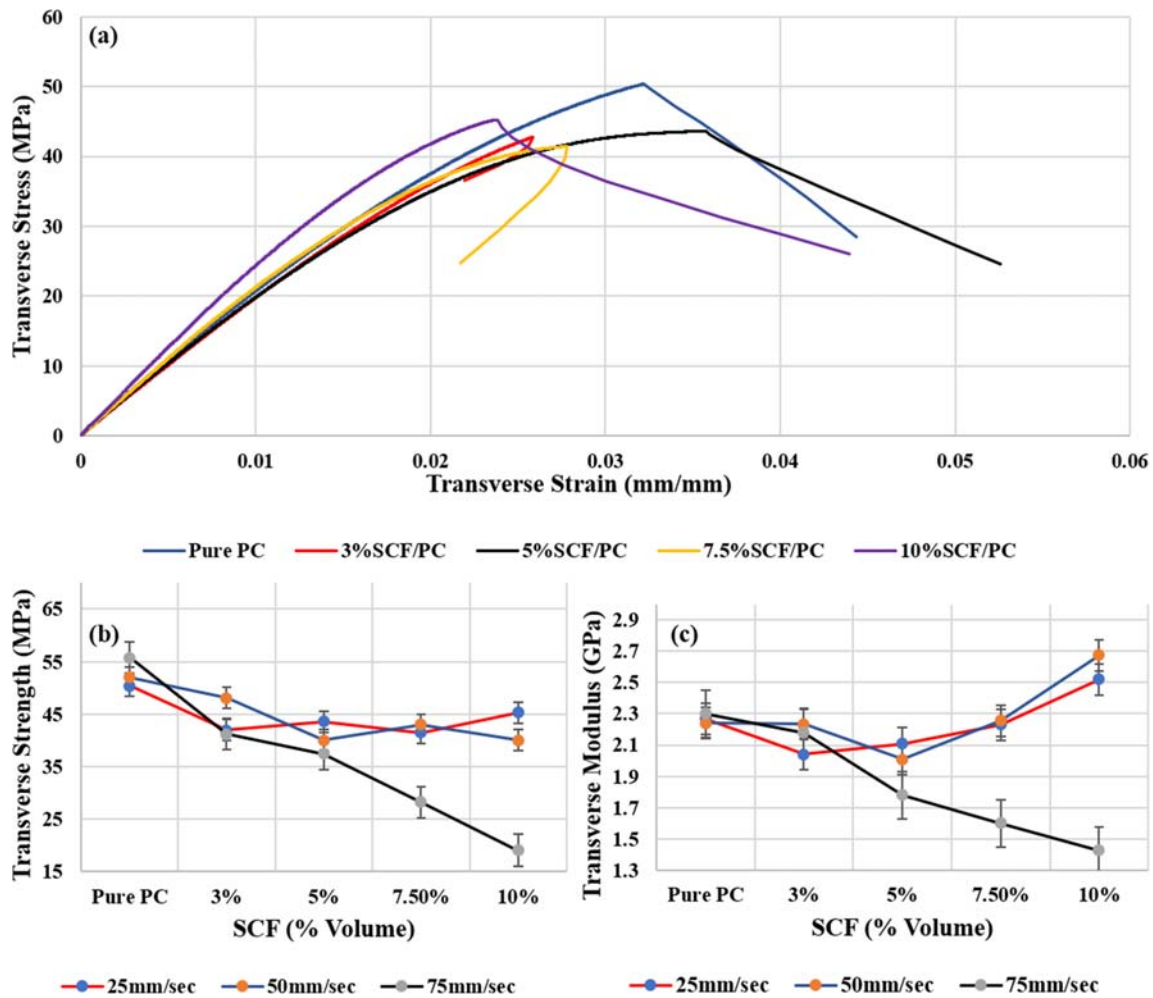 (a)
Transverse Stress (MPa)
60
50
40
30
20
10
0
0 0.01 0.02 0.03 0.04 0.05 0.06
Transverse Strain (mm/mm)
Pure PC 3%SCF/PC 5%SCF/PC 7.5%SCF/PC 10%SCF/PC
(b)
Transverse Strength (MPa)
65
55
45
35
25
15
Pure PC 3% 5% 7.50% 10%
SCF (% Volume)
25mm/sec 50mm/sec 75mm/sec
(c)
Transverse Modulus (GPa)
2.9
2.7
2.5
2.3
2.1
1.9
1.7
1.5
1.3
Pure PC 3% 5% 7.50% 10%
SCF (% Volume)
25mm/sec 50mm/sec 75mm/sec